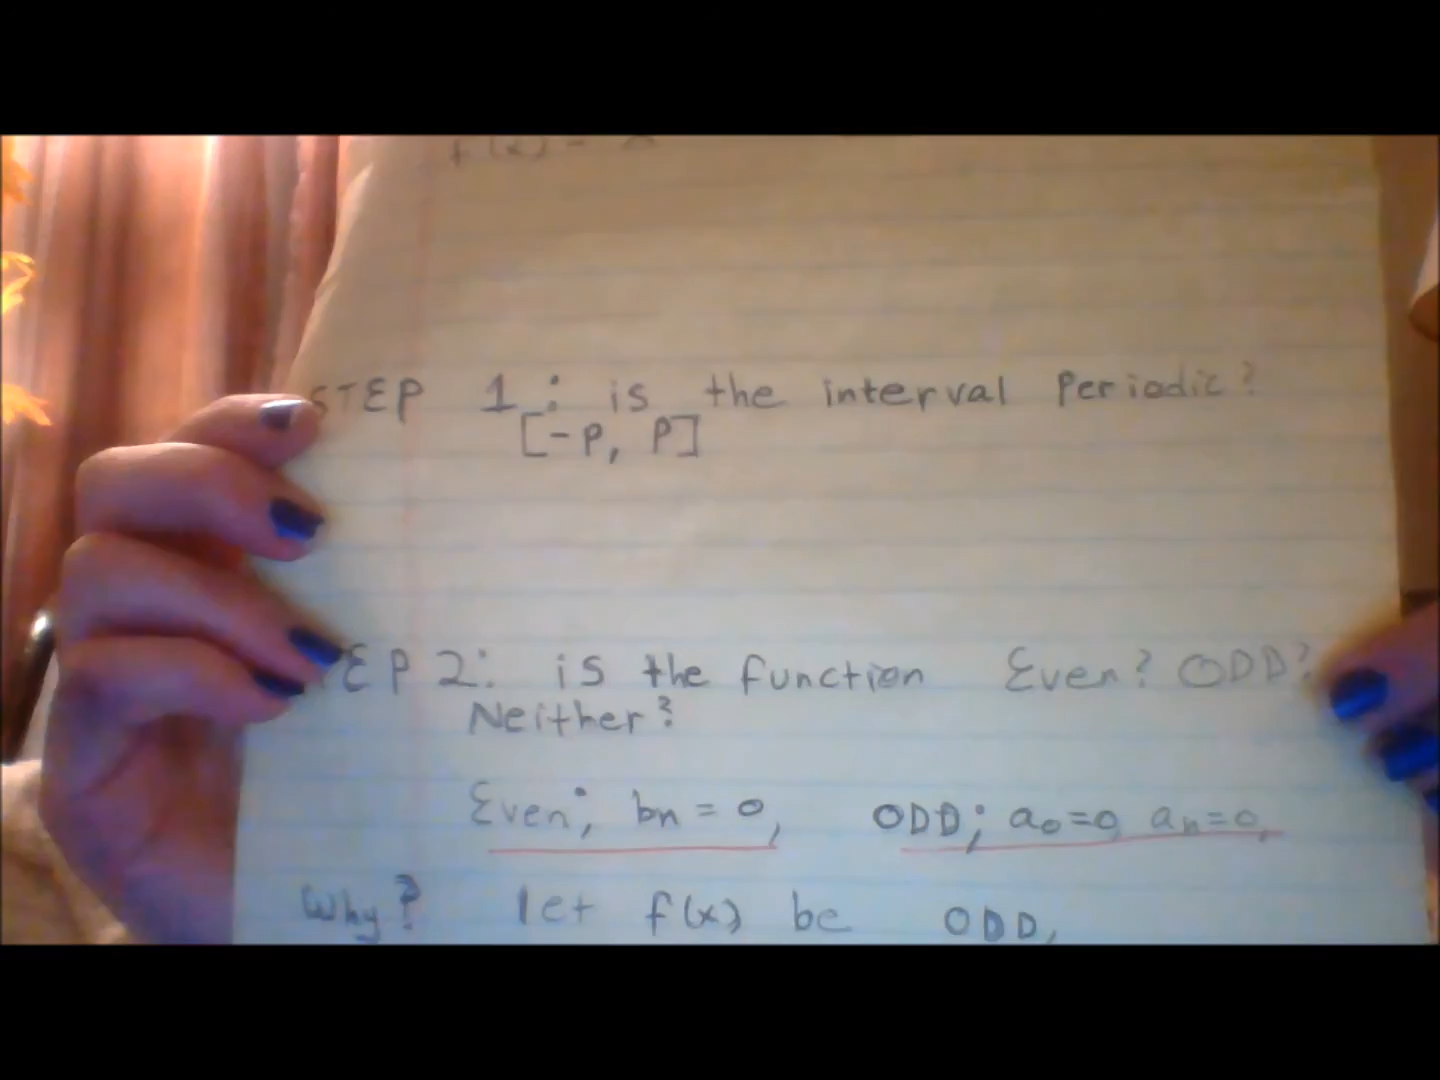 f(x) = x
STEP 1: is the interval Periodic?
[-P, P]
EP 2: is the function Even? ODD?
Neither?
Even; bn = 0, ODD; a₀=0 aₙ=0,
Why? let f(x) be ODD,